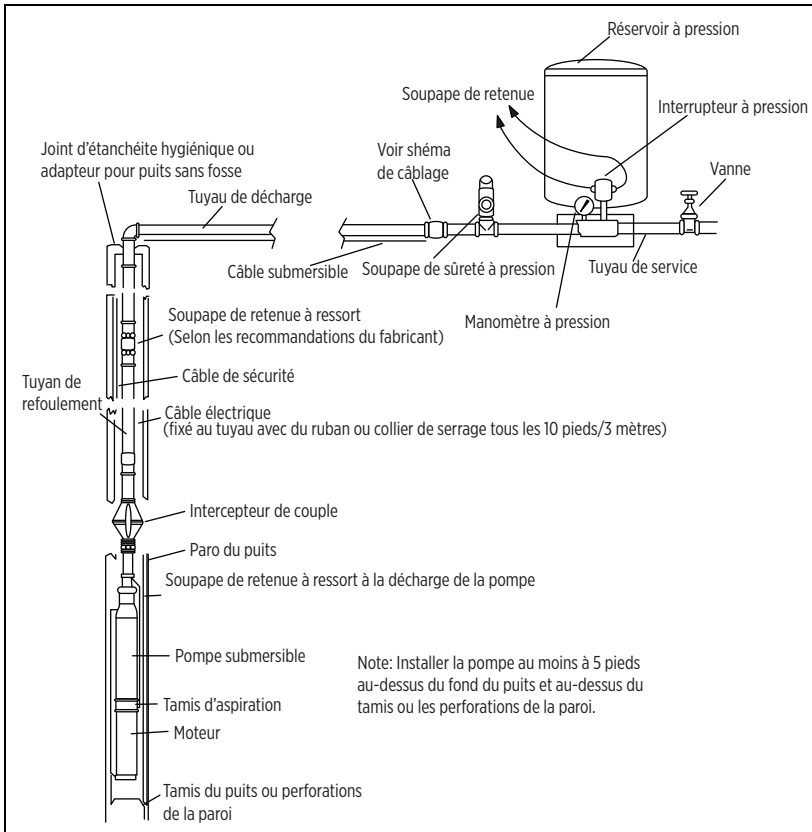 Réservoir à pression
Soupape de retenue
Interrupteur à pression
Joint d'étanchéite hygiénique ou
adapteur pour puits sans fosse
Voir shéma
de câblage
Vanne
Tuyau de décharge
Câble submersible
Soupape de sûreté à pression
Tuyau de service
Soupape de retenue à ressort
(Selon les recommandations du fabricant)
Manomètre à pression
Câble de sécurité
Tuyan de
refoulement
Câble électrique
(fixé au tuyau avec du ruban ou collier de serrage tous les 10 pieds/3 mètres)
Intercepteur de couple
Paro du puits
Soupape de retenue à ressort à la décharge de la pompe
Pompe submersible
Note: Installer la pompe au moins à 5 pieds
au-dessus du fond du puits et au-dessus du
tamis ou les perforations de la paroi.
Tamis d'aspiration
Moteur
Tamis du puits ou perforations
de la paroi